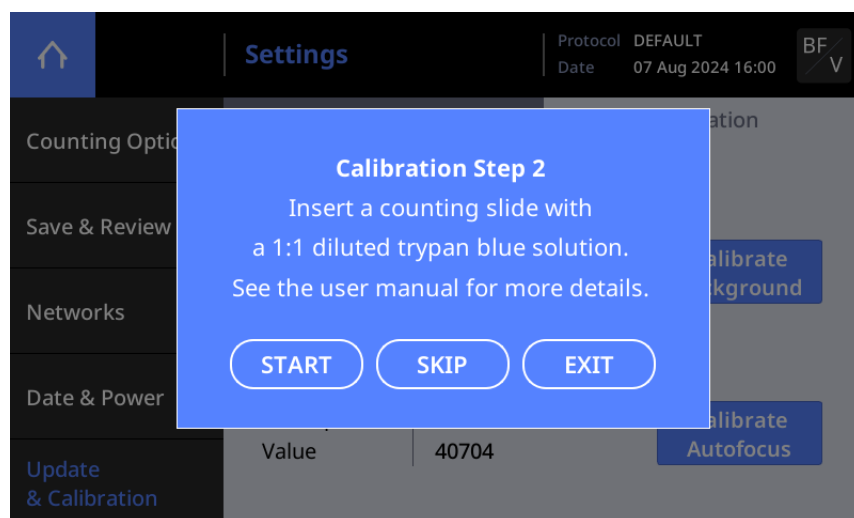 Settings
Protocol DEFAULT
Date 07 Aug 2024 16:00
BF
V
Counting Optic
Save & Review
Networks
Date & Power
Update
& Calibration
ation
Calibration Step 2
Insert a counting slide with
a 1:1 diluted trypan blue solution.
See the user manual for more details.
START SKIP EXIT
alibrate
kground
Value 40704
alibrate
Autofocus